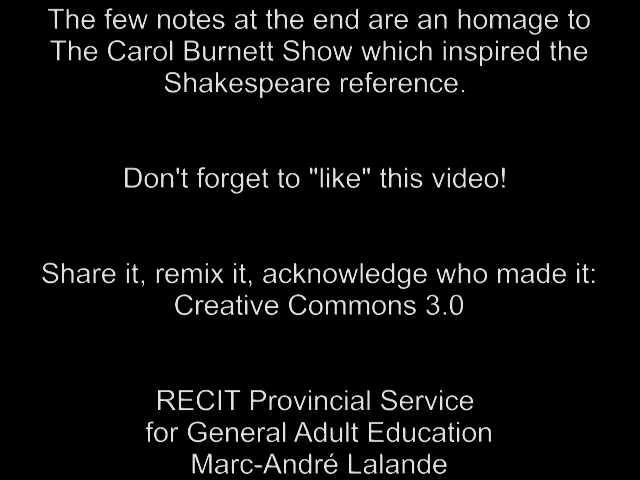 The few notes at the end are an homage to
The Carol Burnett Show which inspired the
Shakespeare reference.
Don't forget to "like" this video!
Share it, remix it, acknowledge who made it:
Creative Commons 3.0
RECIT Provincial Service
for General Adult Education
Marc-André Lalande